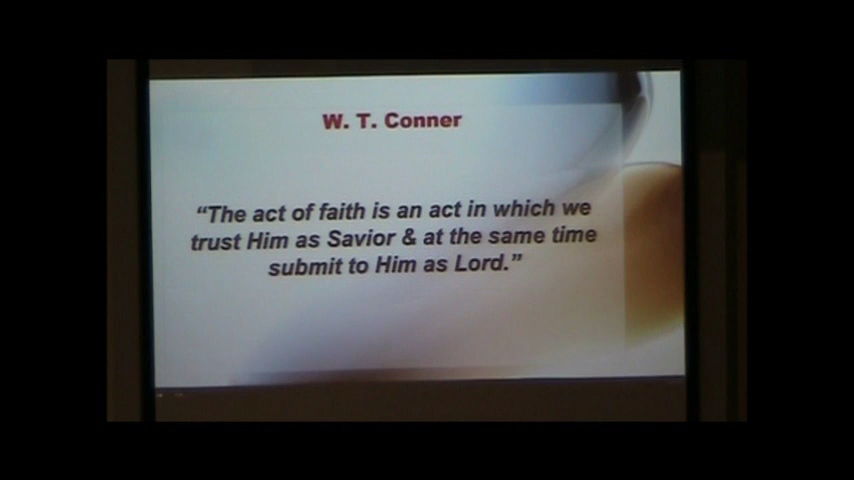 W. T. Conner
“The act of faith is an act in which we
trust Him as Savior & at the same time
submit to Him as Lord.”